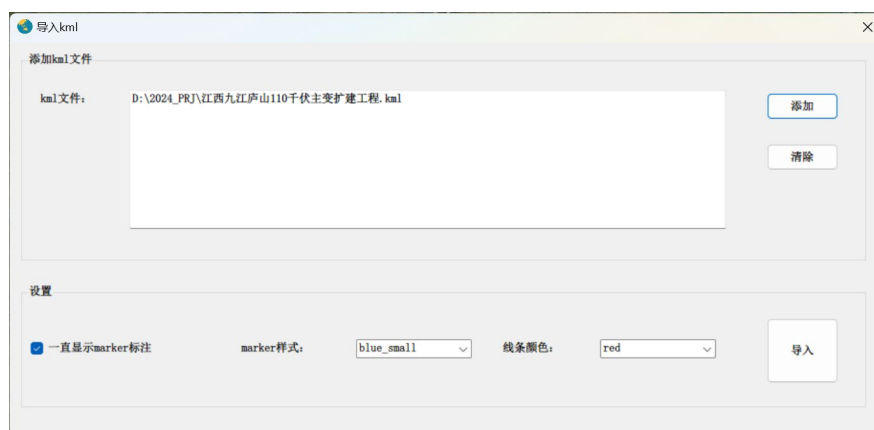 导入kml
添加kml文件
kml文件： D:\2024_PRJ\江西九江庐山110千伏主变扩建工程.kml 添加
清除
设置
一直显示marker标注 marker样式： blue_small 线条颜色： red 导入